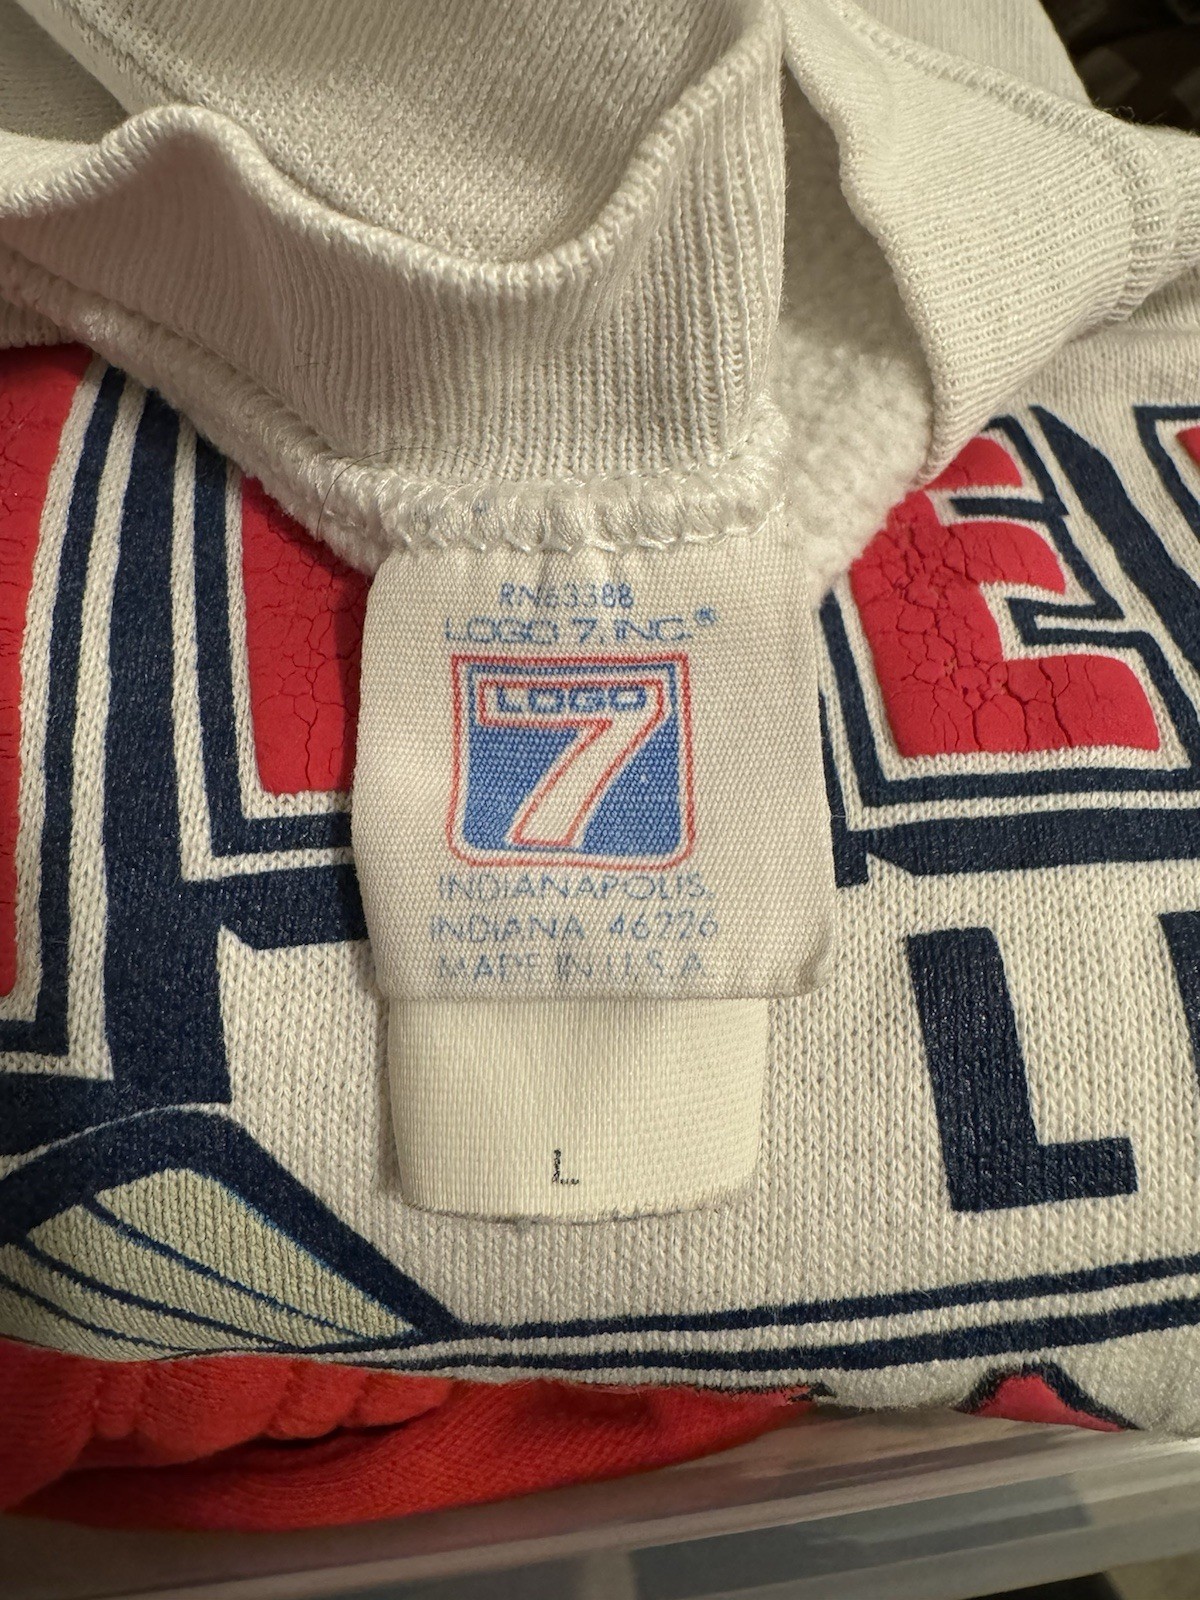 RN63388
LOGO 7, INC.®
LOGO
7
INDIANAPOLIS,
INDIANA 46226
MADE IN U.S.A
L
E
L